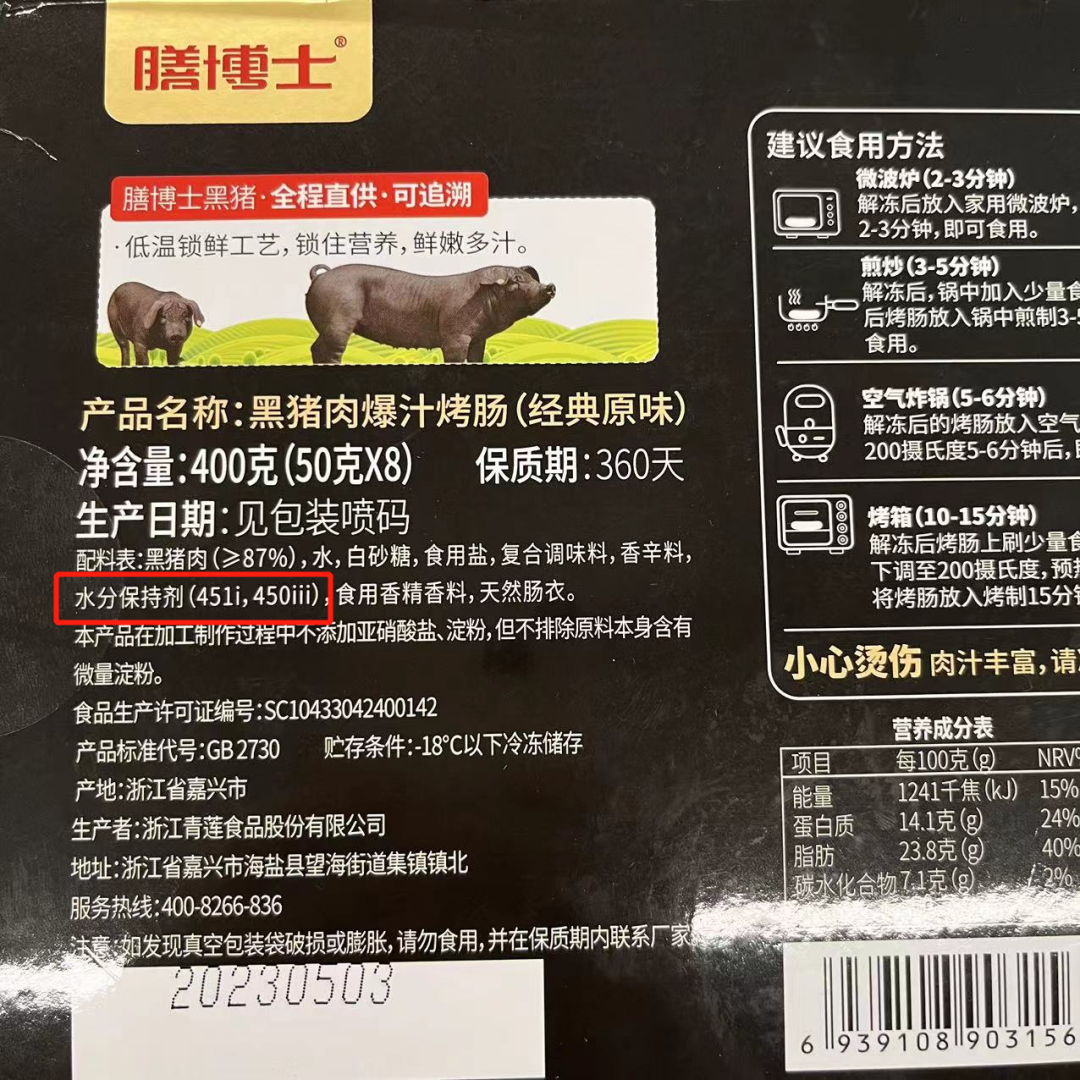 膳博士®
膳博士黑猪·全程直供·可追溯
·低温锁鲜工艺,锁住营养,鲜嫩多汁。
产品名称:黑猪肉爆汁烤肠(经典原味)
净含量:400克(50克X8) 保质期:360天
生产日期:见包装喷码
配料表:黑猪肉(≥87%),水,白砂糖,食用盐,复合调味料,香辛料,
水分保持剂(451i,450iii),食用香精香料,天然肠衣。
本产品在加工制作过程中不添加亚硝酸盐、淀粉,但不排除原料本身含有
微量淀粉。
食品生产许可证编号:SC10433042400142
产品标准代号:GB 2730 贮存条件:-18°C以下冷冻储存
产地:浙江省嘉兴市
生产者:浙江青莲食品股份有限公司
地址:浙江省嘉兴市海盐县望海街道集镇镇北
服务热线:400-8266-836
注意:如发现真空包装袋破损或膨胀,请勿食用,并在保质期内联系厂家
20230503
建议食用方法
微波炉(2-3分钟)
解冻后放入家用微波炉,
2-3分钟,即可食用。
煎炒(3-5分钟)
解冻后,锅中加入少量食
后烤肠放入锅中煎制3-5
食用。
空气炸锅(5-6分钟)
解冻后的烤肠放入空气
200摄氏度5-6分钟后,
烤箱(10-15分钟)
解冻后烤肠上刷少量食
下调至200摄氏度,预热
将烤肠放入烤制15分钟
小心烫伤 肉汁丰富,请
营养成分表
项目 每100克(g) NRV%
能量 1241千焦(kJ) 15%
蛋白质 14.1克(g) 24%
脂肪 23.8克(g) 40%
碳水化合物 7.1克(g) 2%
6 939108 903156